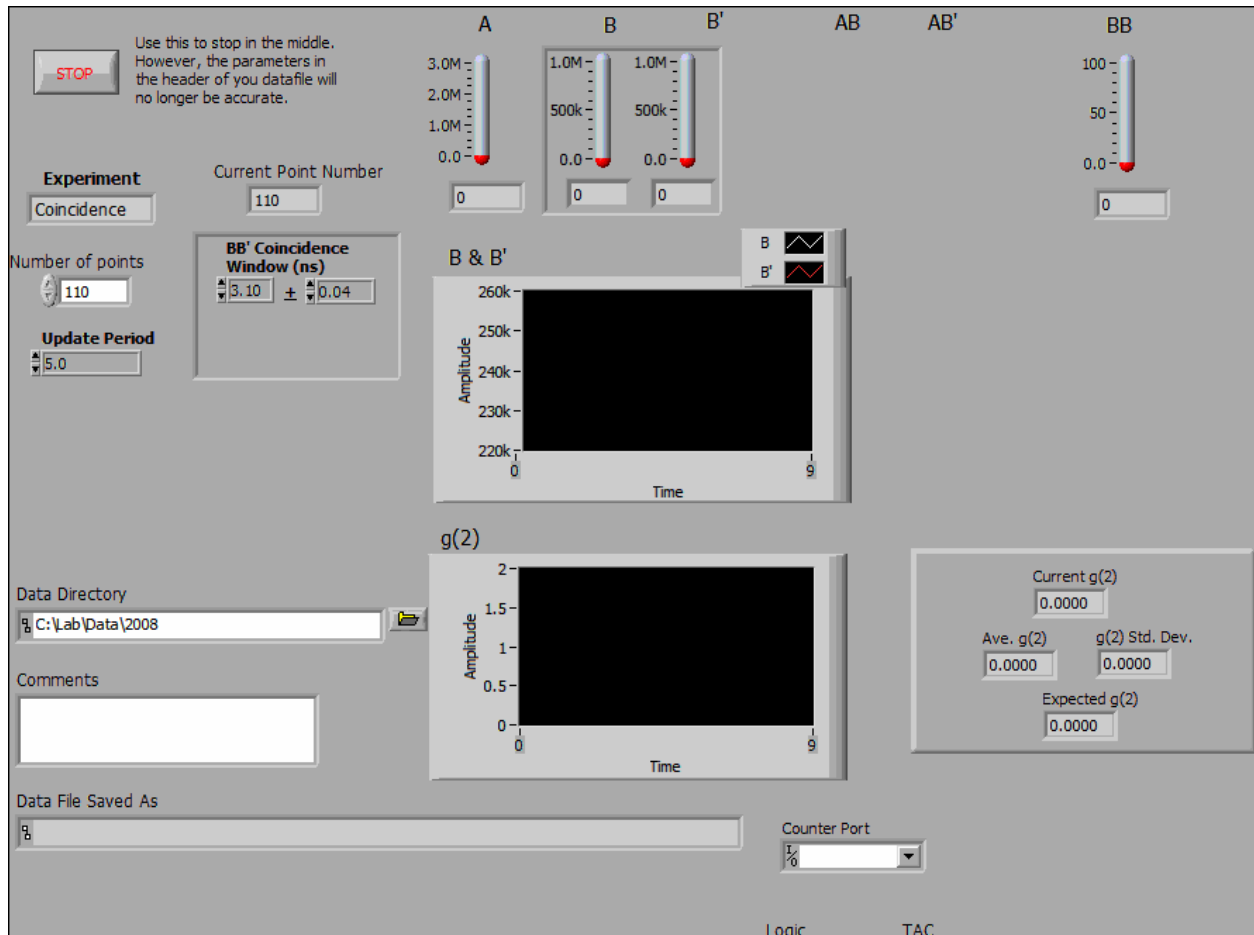 A
B
B'
AB
AB'
BB
STOP
Use this to stop in the middle.
However, the parameters in
the header of you datafile will
no longer be accurate.
3.0M
2.0M
1.0M
0.0
0
1.0M
500k
0.0
0
1.0M
500k
0.0
0
100
50
0.0
0
Experiment
Coincidence
Current Point Number
110
Number of points
110
Update Period
5.0
BB' Coincidence
Window (ns)
3.10 ± 0.04
B & B'
B
B'
260k
250k
240k
230k
220k
Amplitude
0
9
Time
g(2)
2
1.5
1
0.5
0
Amplitude
0
9
Time
Current g(2)
0.0000
Ave. g(2)
0.0000
g(2) Std. Dev.
0.0000
Expected g(2)
0.0000
Data Directory
C:\Lab\Data\2008
Comments
Data File Saved As
Counter Port
I/0
Logic
TAC